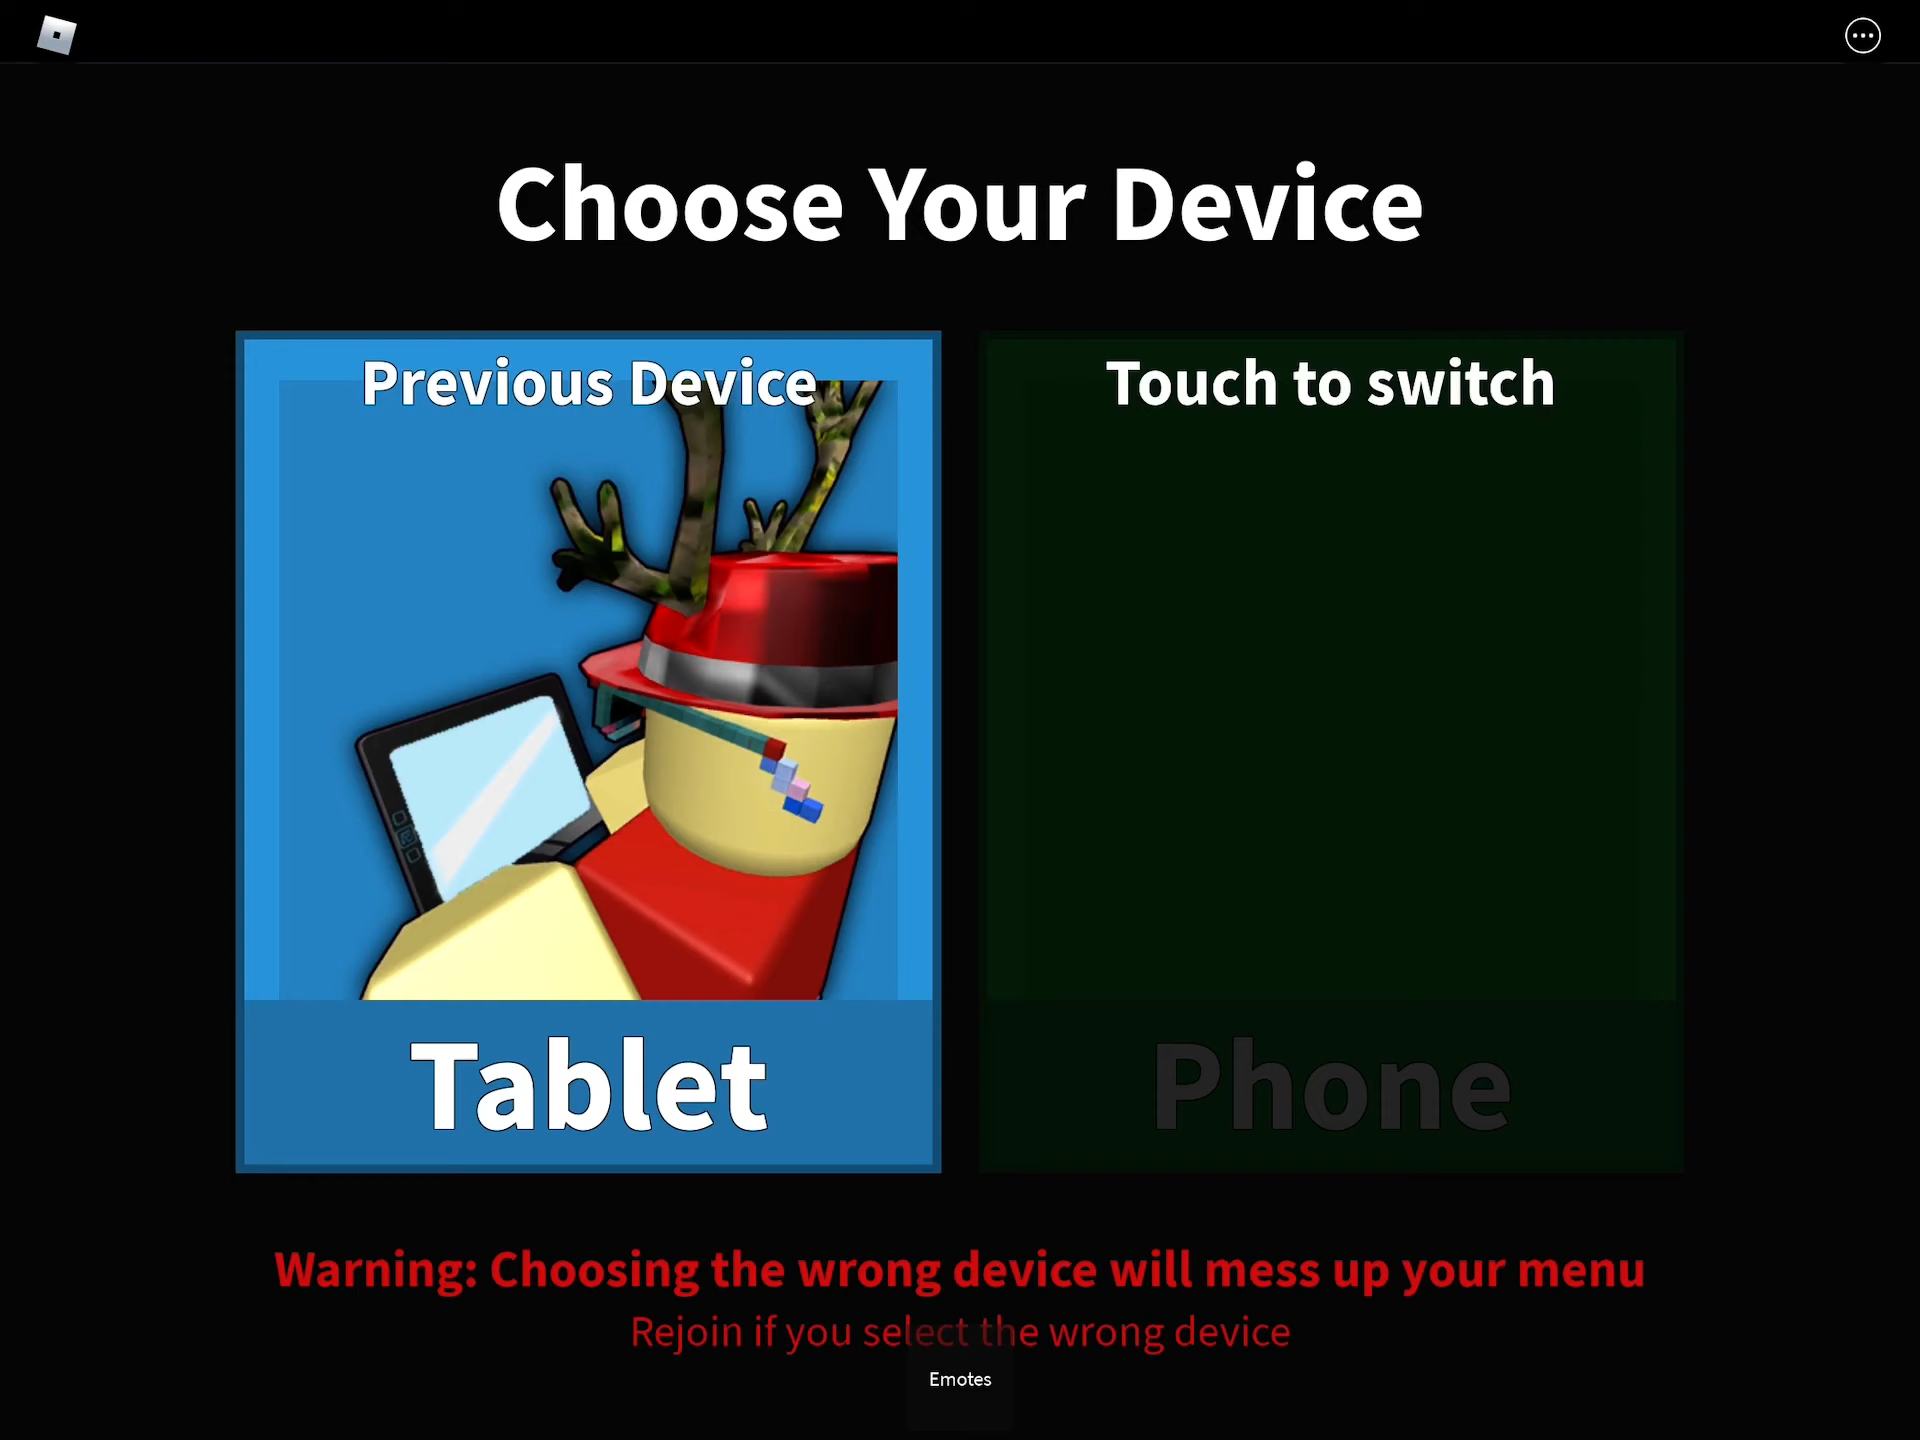 Choose Your Device
Previous Device
Touch to switch
Tablet
Phone
Warning: Choosing the wrong device will mess up your menu
Rejoin if you select the wrong device
Emotes